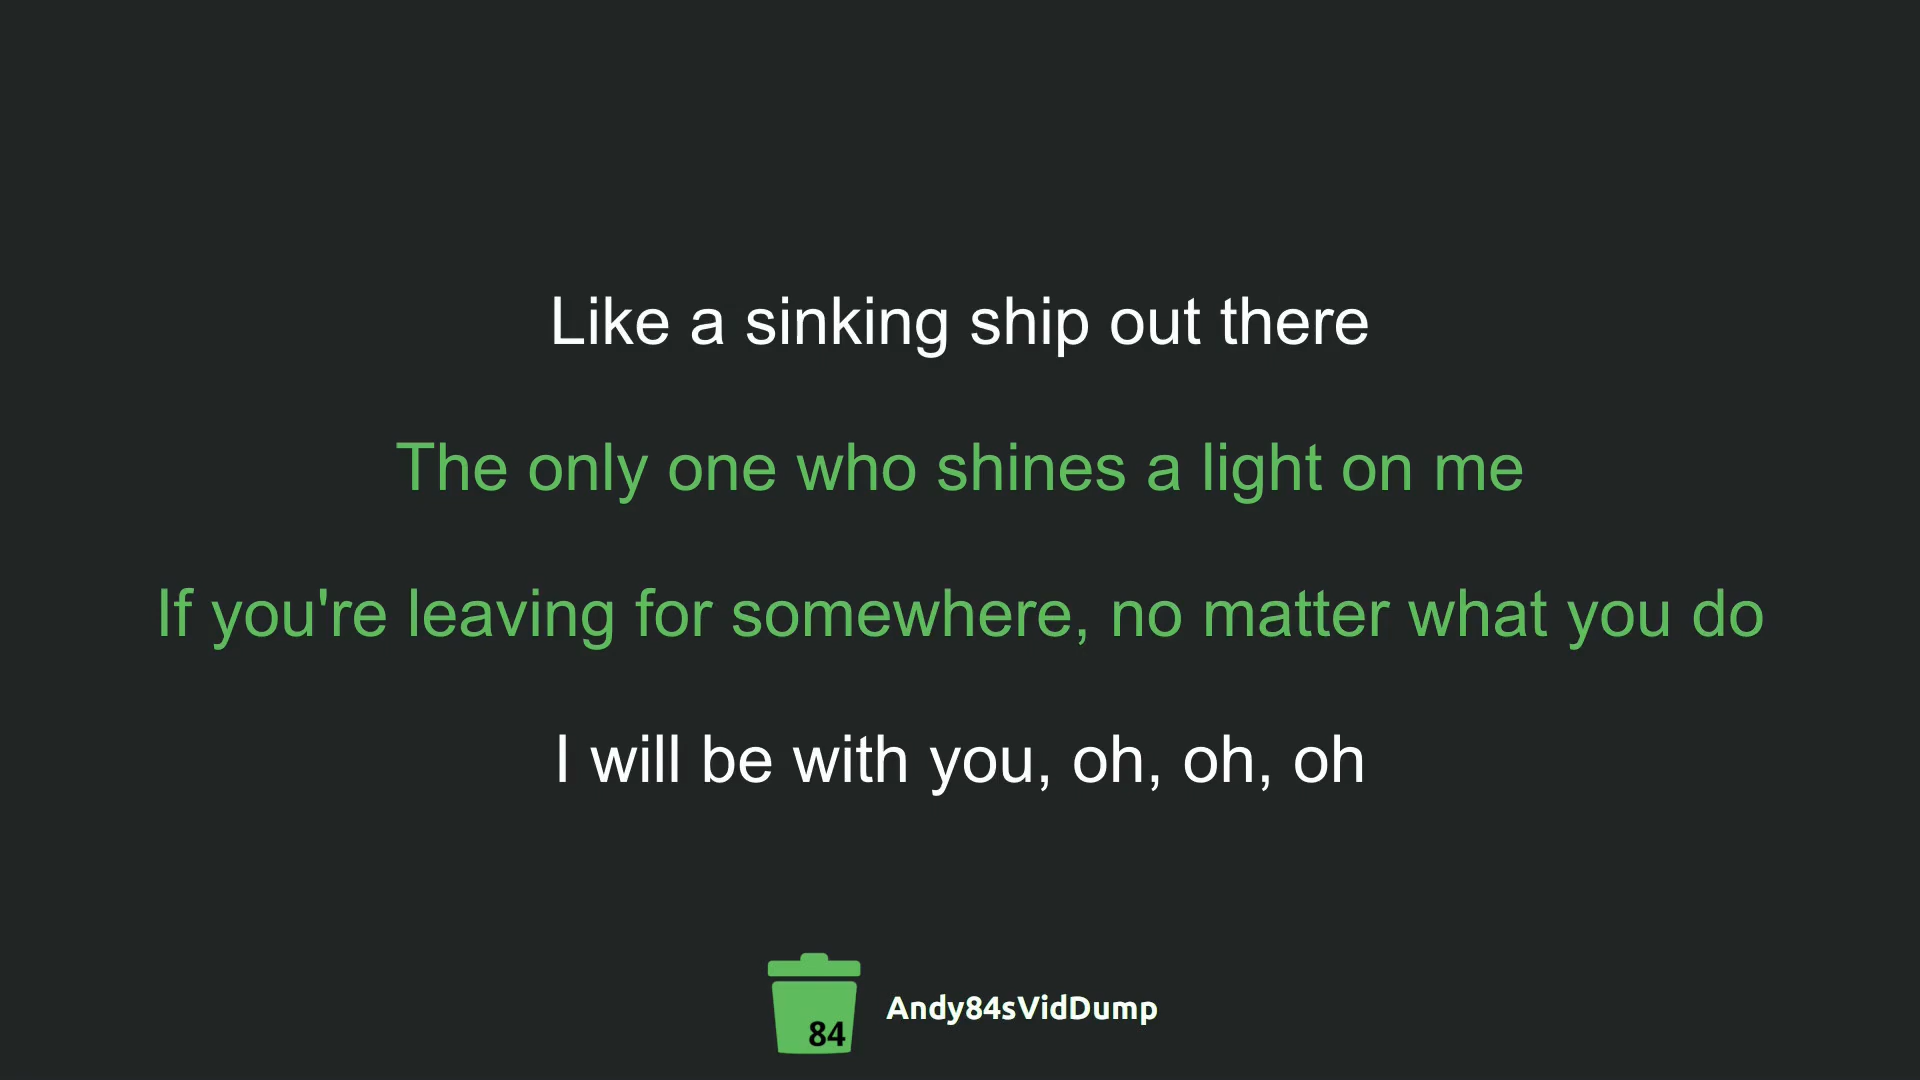 Like a sinking ship out there
The only one who shines a light on me
If you're leaving for somewhere, no matter what you do
I will be with you, oh, oh, oh
84
Andy84sVidDump